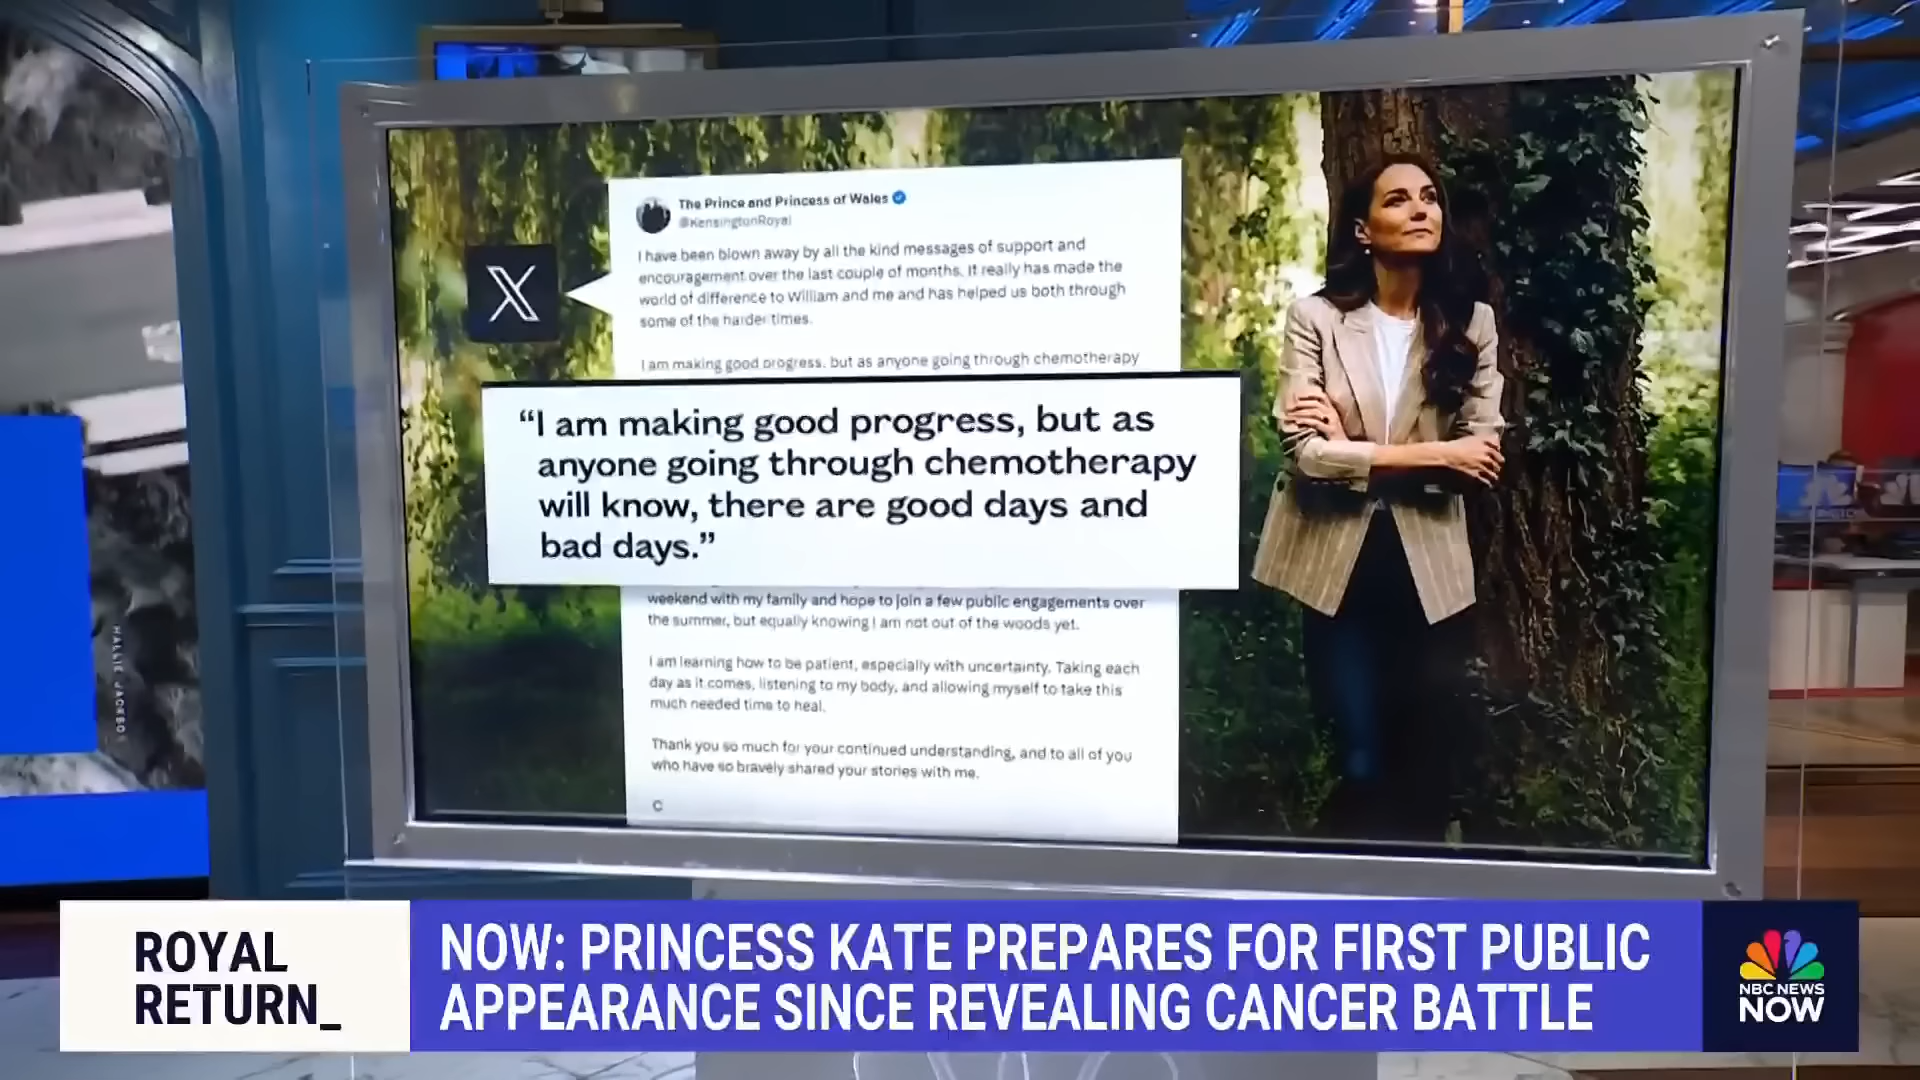 The Prince and Princess of Wales
@KensingtonRoyal
I have been blown away by all the kind messages of support and
encouragement over the last couple of months. It really has made the
world of difference to William and me and has helped us both through
some of the harder times.
I am making good progress, but as anyone going through chemotherapy
X
“I am making good progress, but as
anyone going through chemotherapy
will know, there are good days and
bad days.”
weekend with my family and hope to join a few public engagements over
the summer, but equally knowing I am not out of the woods yet.
I am learning how to be patient, especially with uncertainty. Taking each
day as it comes, listening to my body, and allowing myself to take this
much needed time to heal.
Thank you so much for your continued understanding, and to all of you
who have so bravely shared your stories with me.
C
HALLIE JACKSON
ROYAL
RETURN_
NOW: PRINCESS KATE PREPARES FOR FIRST PUBLIC
APPEARANCE SINCE REVEALING CANCER BATTLE
NBC NEWS
NOW